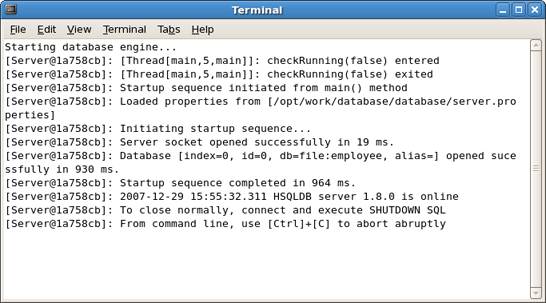 Terminal
File Edit View Terminal Tabs Help
Starting database engine...
[Server@1a758cb]: [Thread[main,5,main]]: checkRunning(false) entered
[Server@1a758cb]: [Thread[main,5,main]]: checkRunning(false) exited
[Server@1a758cb]: Startup sequence initiated from main() method
[Server@1a758cb]: Loaded properties from [/opt/work/database/database/server.pro
perties]
[Server@1a758cb]: Initiating startup sequence...
[Server@1a758cb]: Server socket opened successfully in 19 ms.
[Server@1a758cb]: Database [index=0, id=0, db=file:employee, alias=] opened succe
ssfully in 930 ms.
[Server@1a758cb]: Startup sequence completed in 964 ms.
[Server@1a758cb]: 2007-12-29 15:55:32.311 HSQLDB server 1.8.0 is online
[Server@1a758cb]: To close normally, connect and execute SHUTDOWN SQL
[Server@1a758cb]: From command line, use [Ctrl]+[C] to abort abruptly